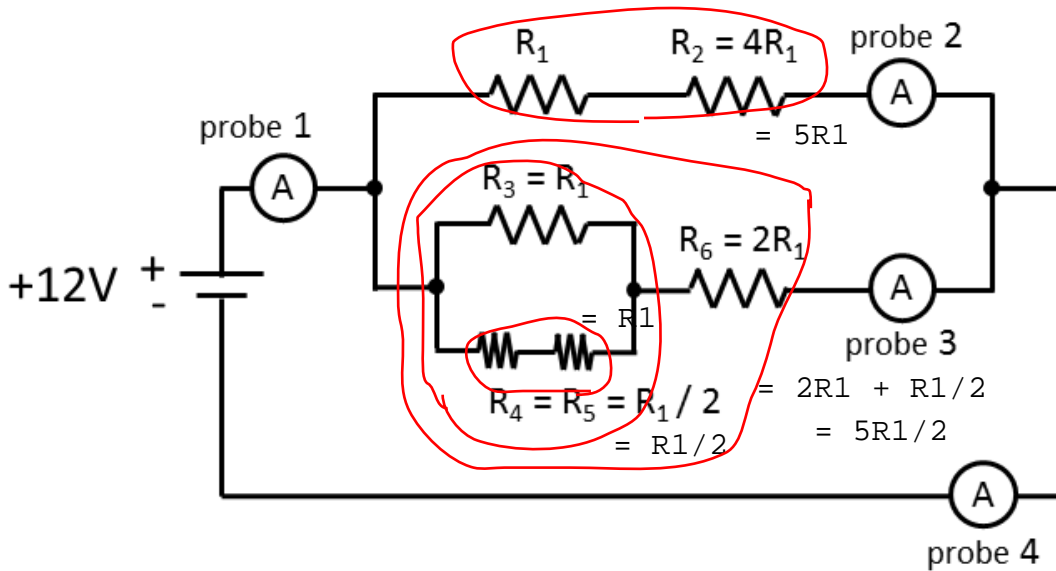 R₁
R₂ = 4R₁
probe 2
A
= 5R1
probe 1
A
R₃ = R₁
R₆ = 2R₁
+12V
+
-
A
= R1
probe 3
R₄ = R₅ = R₁ / 2
= 2R1 + R1/2
= R1/2
= 5R1/2
A
probe 4